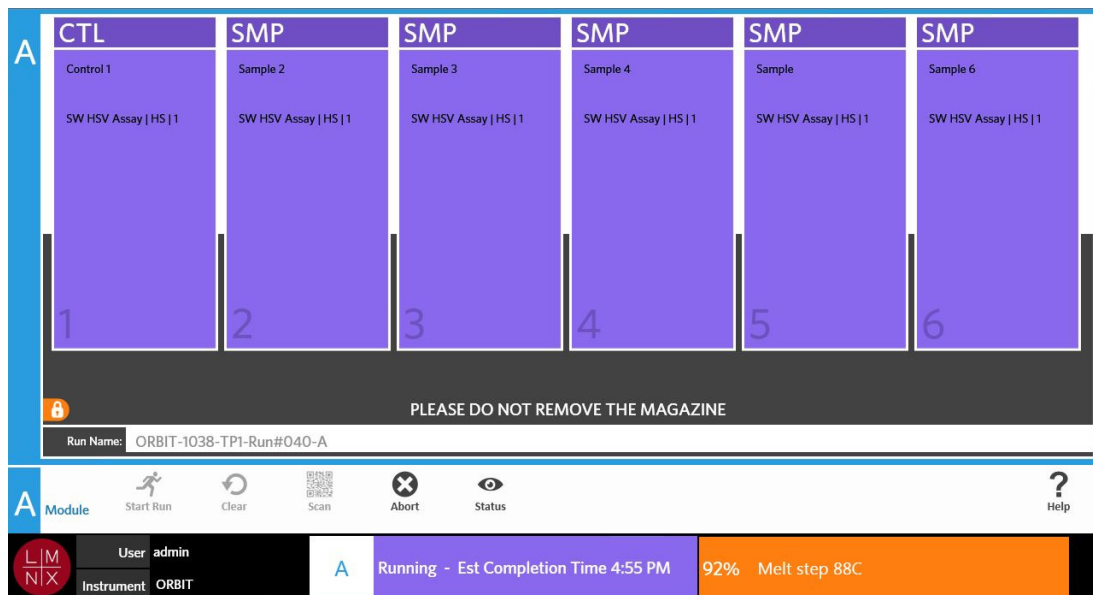 A
CTL
Control 1
SW HSV Assay | HS | 1
1
SMP
Sample 2
SW HSV Assay | HS | 1
2
SMP
Sample 3
SW HSV Assay | HS | 1
3
SMP
Sample 4
SW HSV Assay | HS | 1
4
SMP
Sample
SW HSV Assay | HS | 1
5
SMP
Sample 6
SW HSV Assay | HS | 1
6
PLEASE DO NOT REMOVE THE MAGAZINE
Run Name: ORBIT-1038-TP1-Run#040-A
A Module
Start Run
Clear
Scan
Abort
Status
?
Help
LM
NX
User admin
Instrument ORBIT
A
Running - Est Completion Time 4:55 PM
92% Melt step 88C